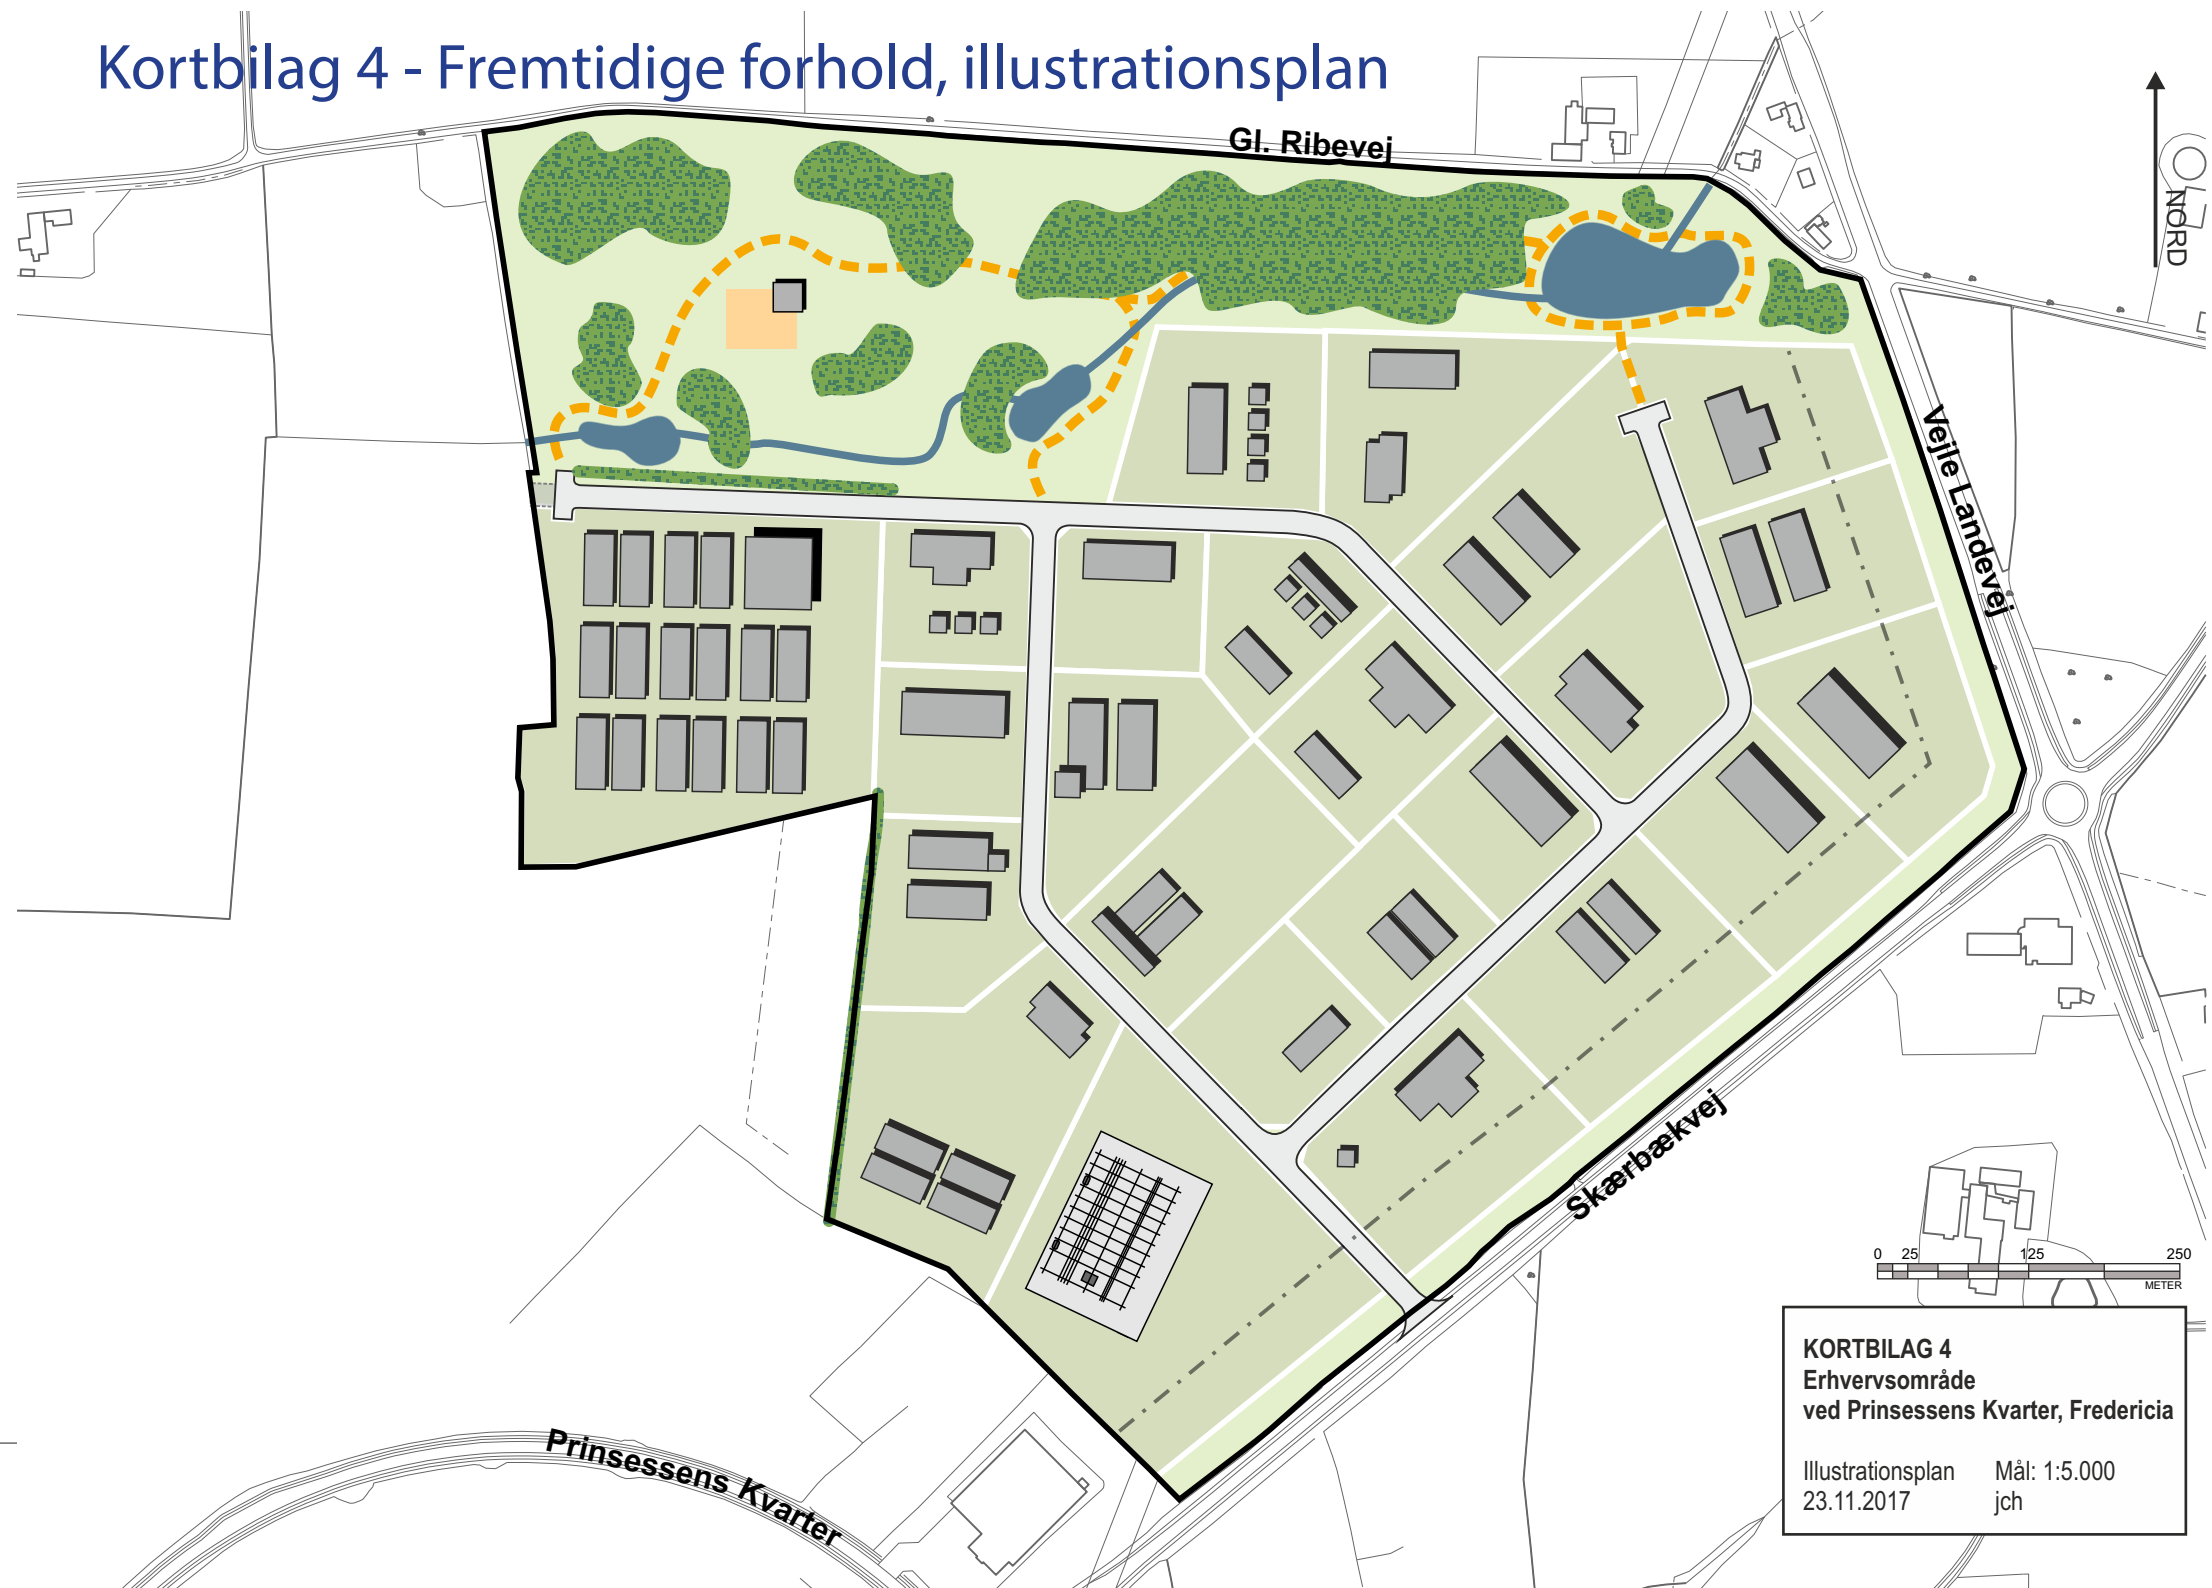 Kortbilag 4 - Fremtidige forhold, illustrationsplan
Gl. Ribevej
NORD
Vejle Landevej
Skærbækvej
Prinsessens Kvarter
0 25 125 250
METER
KORTBILAG 4
Erhvervsområde
ved Prinsessens Kvarter, Fredericia
Illustrationsplan Mål: 1:5.000
23.11.2017 jch